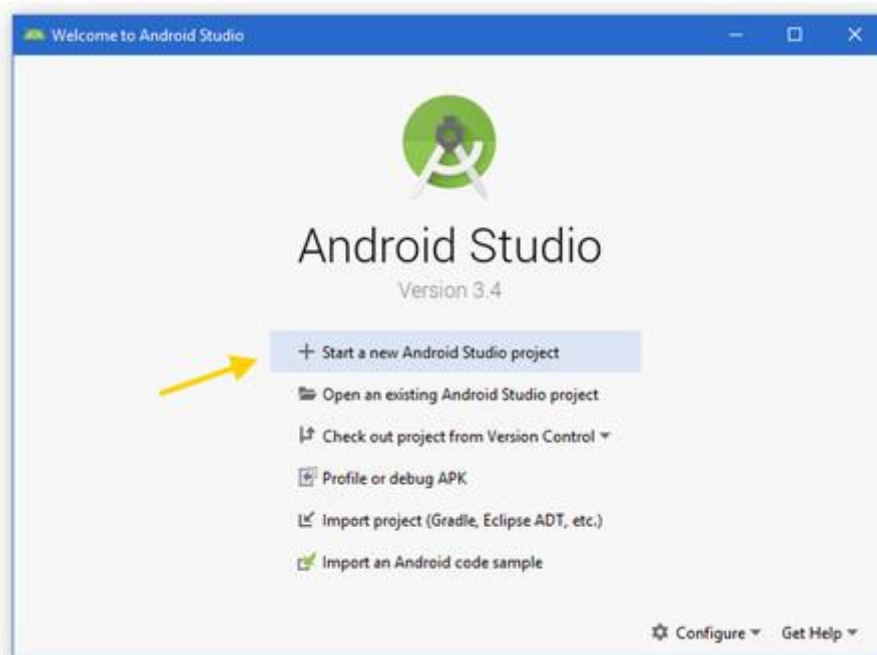 Welcome to Android Studio
Android Studio
Version 3.4
Start a new Android Studio project
Open an existing Android Studio project
Check out project from Version Control
Profile or debug APK
Import project (Gradle, Eclipse ADT, etc.)
Import an Android code sample
Configure Get Help